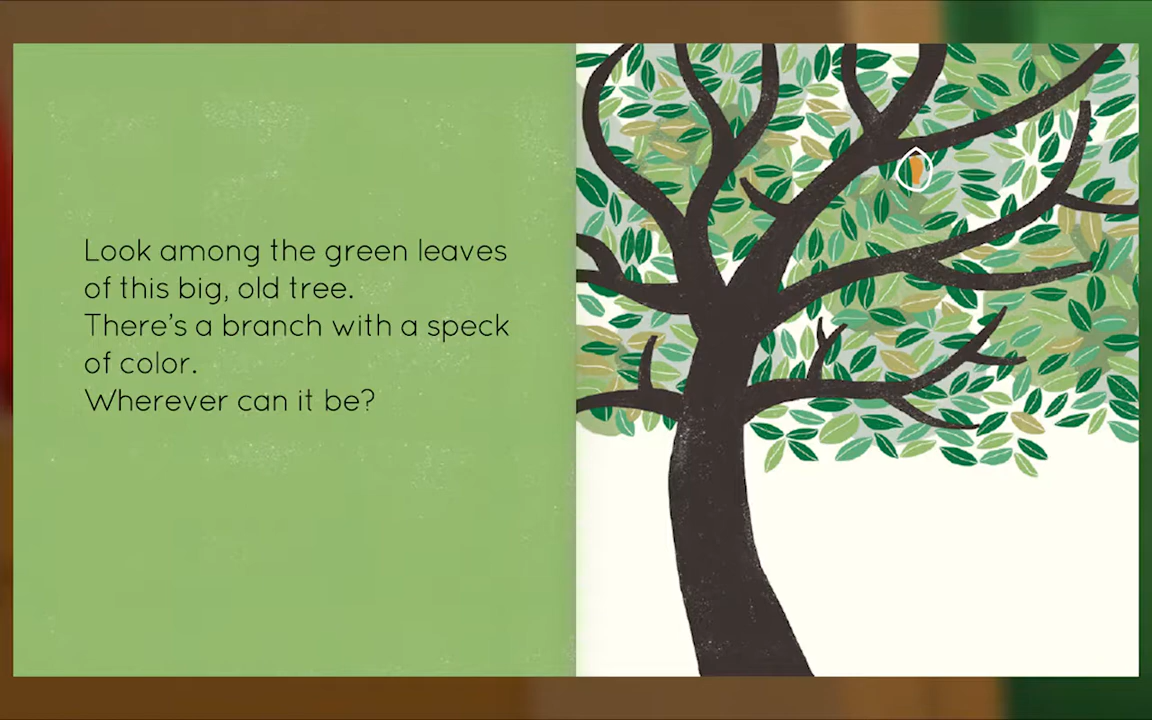 Look among the green leaves
of this big, old tree.
There's a branch with a speck
of color.
Wherever can it be?